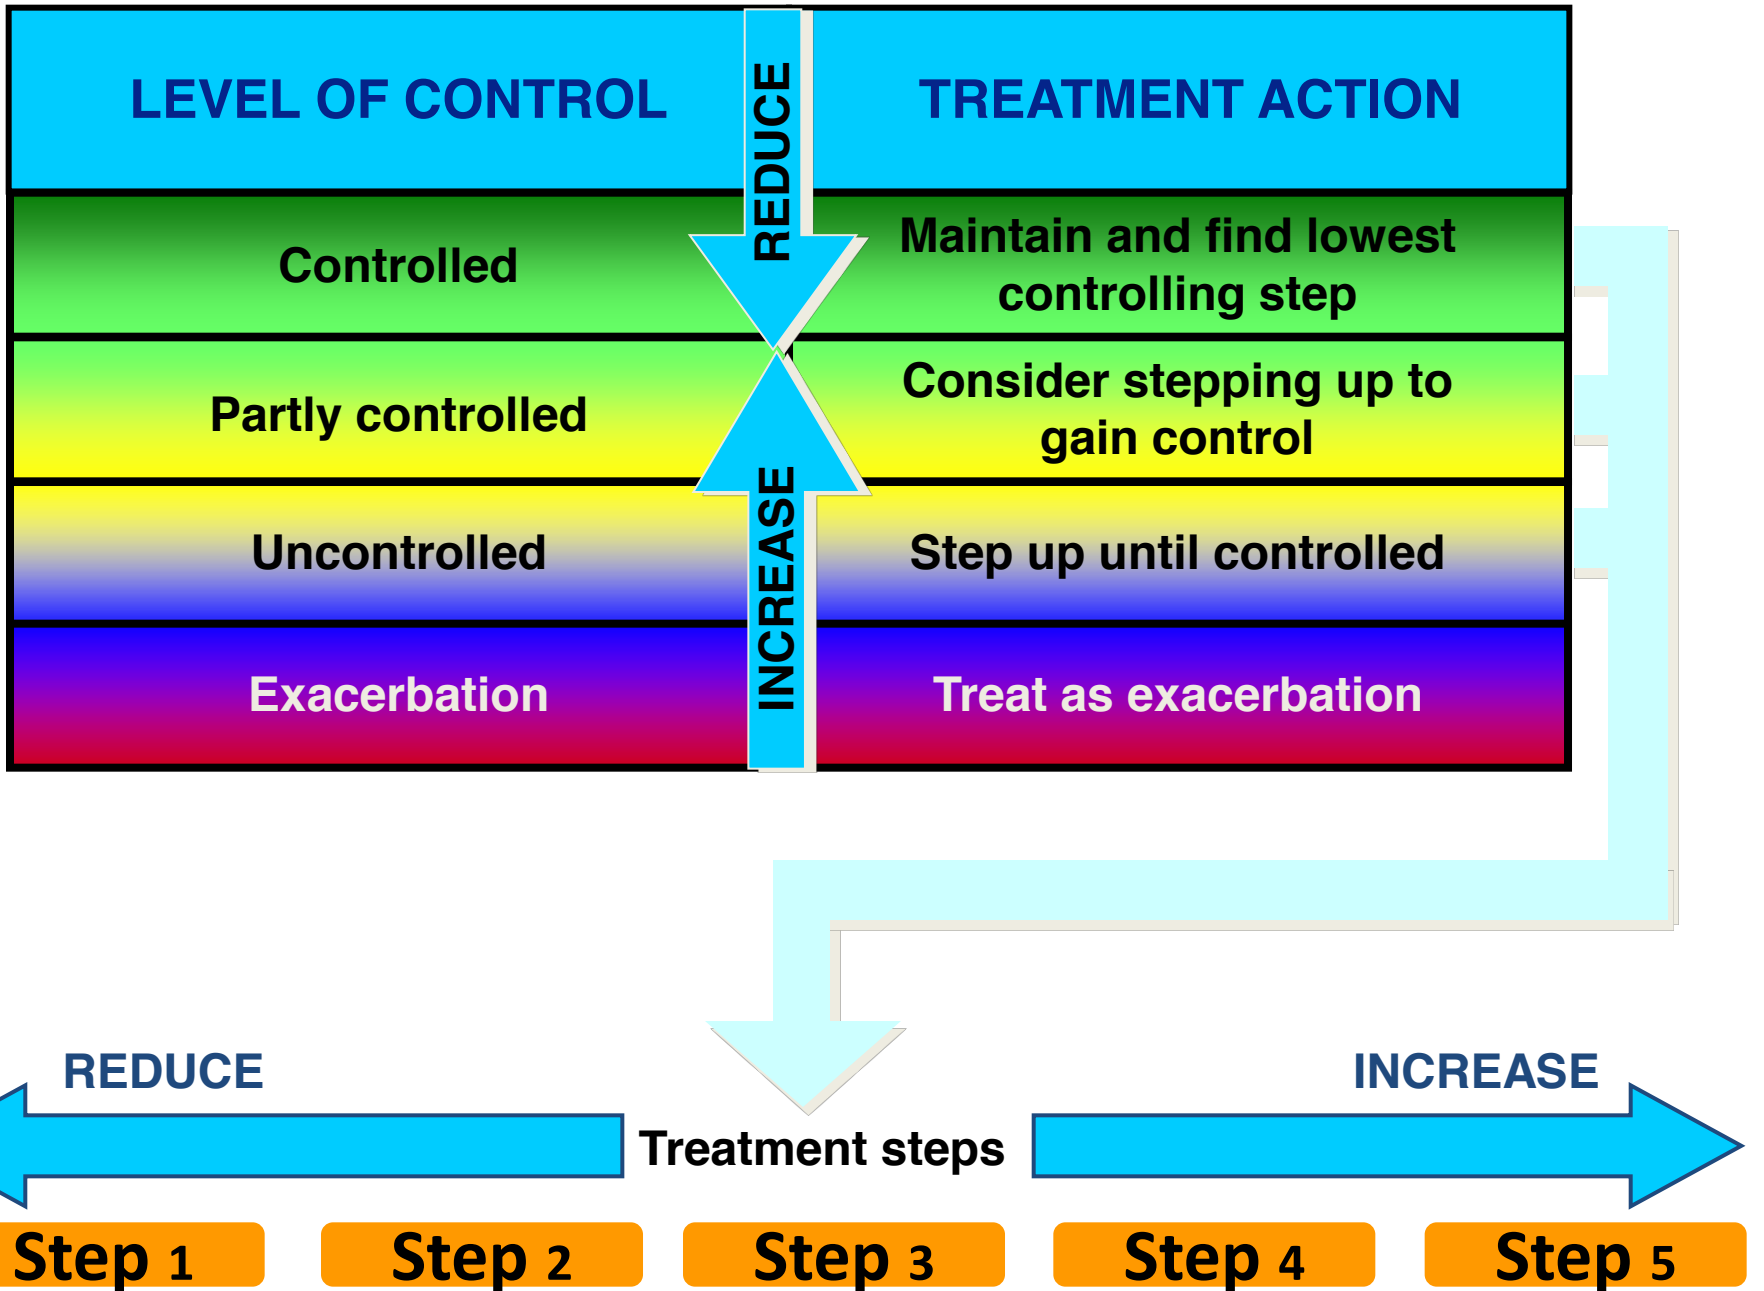 LEVEL OF CONTROL
REDUCE
TREATMENT ACTION
Controlled
Maintain and find lowest
controlling step
Partly controlled
Consider stepping up to
gain control
INCREASE
Uncontrolled
Step up until controlled
Exacerbation
Treat as exacerbation
REDUCE
INCREASE
Treatment steps
Step 1
Step 2
Step 3
Step 4
Step 5